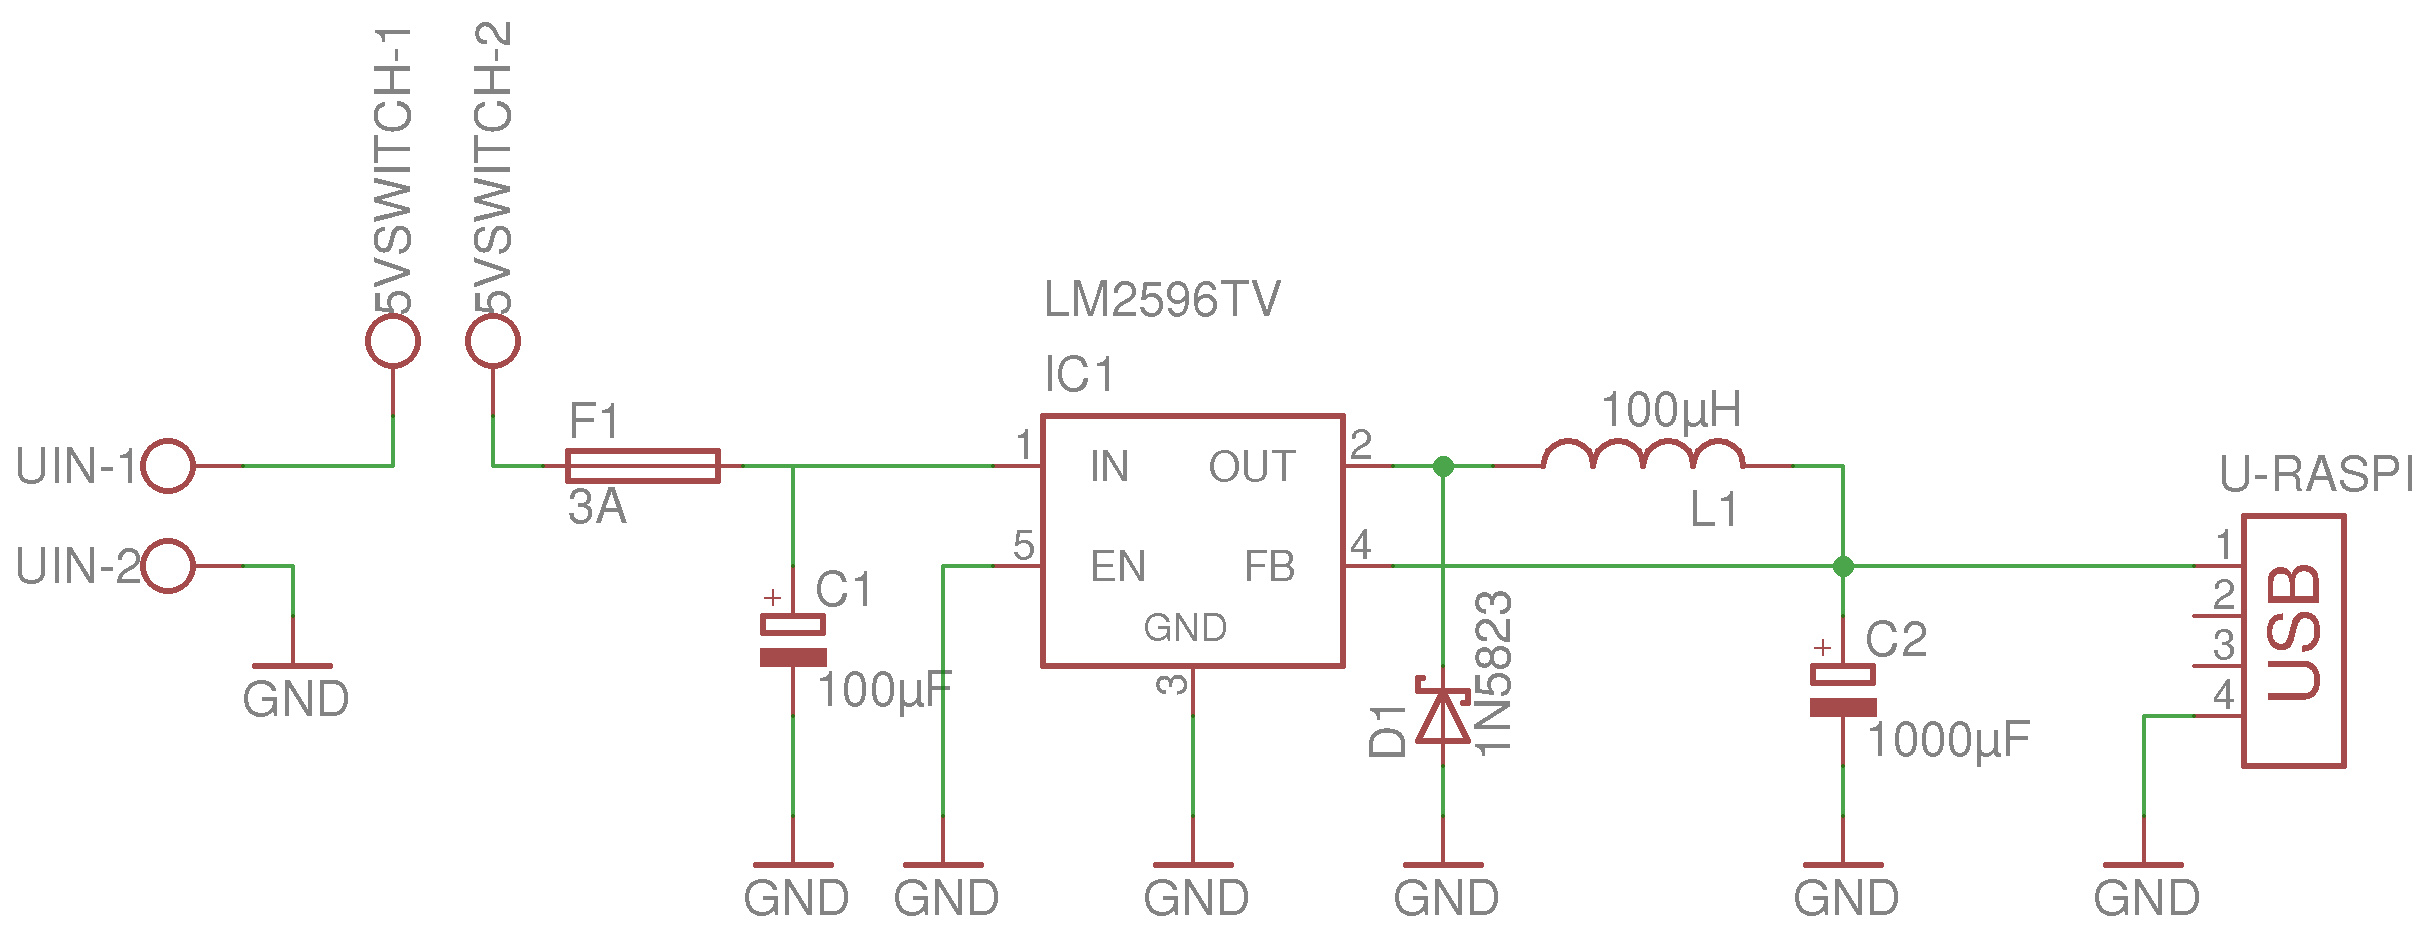 5VSWITCH-1
5VSWITCH-2
LM2596TV
IC1
F1
3A
UIN-1
UIN-2
GND
1
IN
OUT
2
5
EN
FB
4
GND
3
100µH
L1
C1
+
100µF
D1
1N5823
C2
+
1000µF
U-RASPI
1
2
3
4
USB
GND
GND
GND
GND
GND
GND